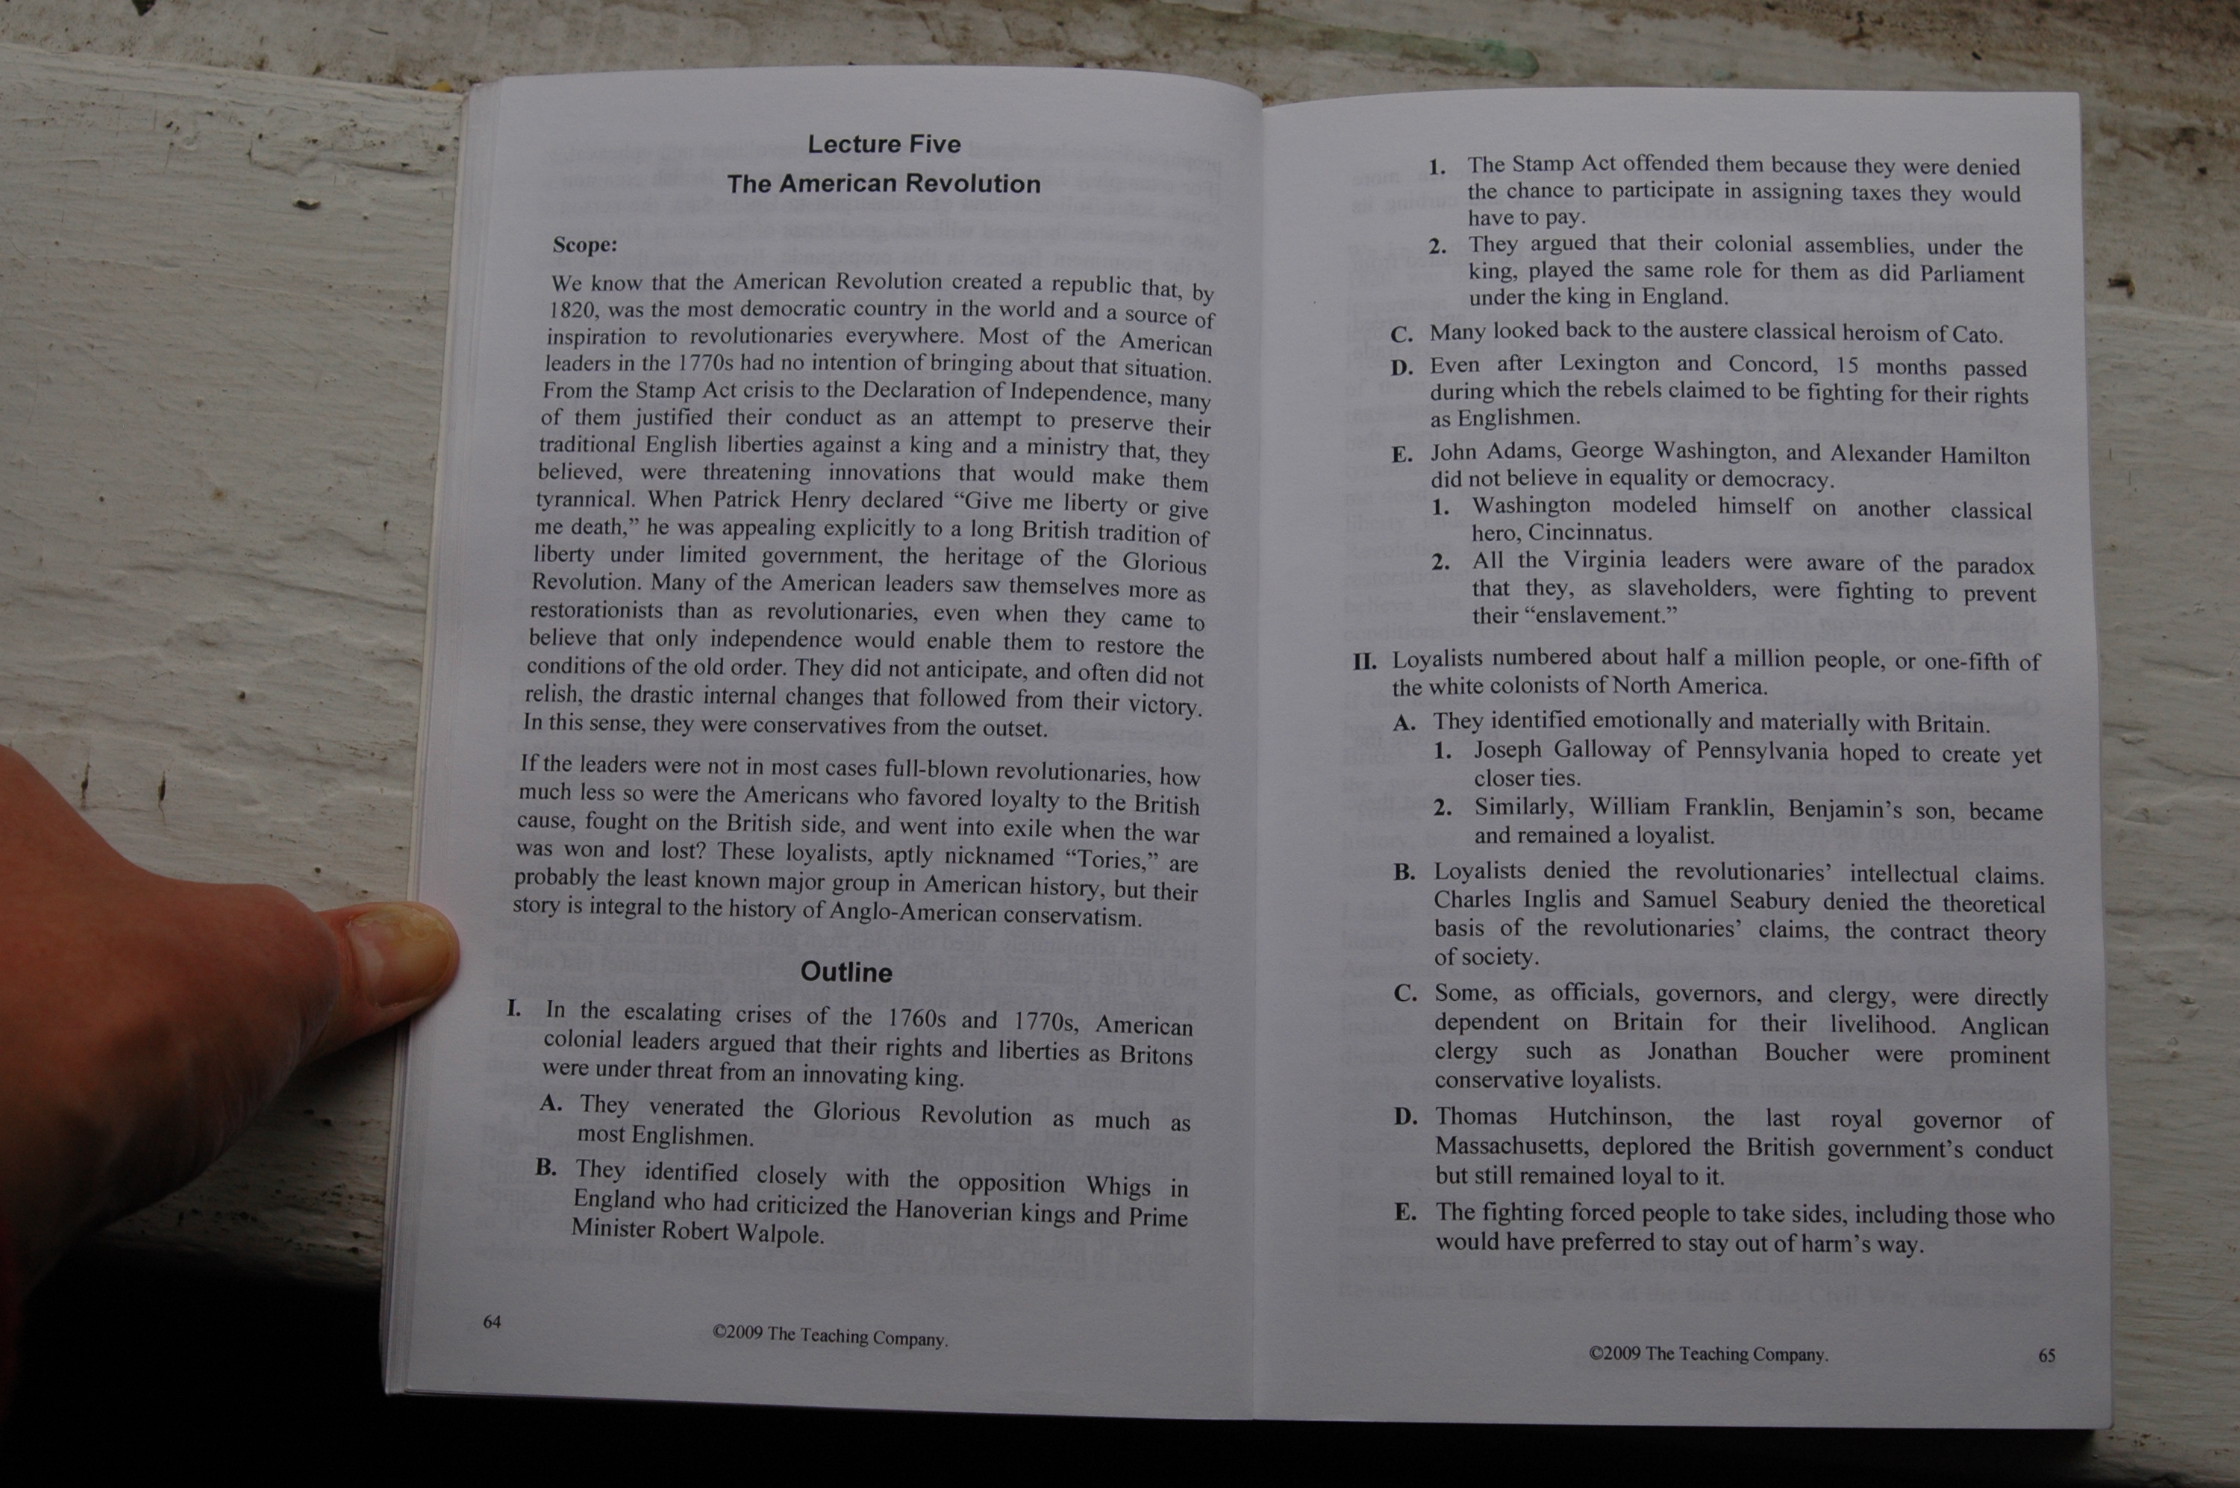 Lecture Five
The American Revolution
Scope:
We know that the American Revolution created a republic that, by
1820, was the most democratic country in the world and a source of
inspiration to revolutionaries everywhere. Most of the American
leaders in the 1770s had no intention of bringing about that situation.
From the Stamp Act crisis to the Declaration of Independence, many
of them justified their conduct as an attempt to preserve their
traditional English liberties against a king and a ministry that, they
believed, were threatening innovations that would make them
tyrannical. When Patrick Henry declared “Give me liberty or give
me death,” he was appealing explicitly to a long British tradition of
liberty under limited government, the heritage of the Glorious
Revolution. Many of the American leaders saw themselves more as
restorationists than as revolutionaries, even when they came to
believe that only independence would enable them to restore the
conditions of the old order. They did not anticipate, and often did not
relish, the drastic internal changes that followed from their victory.
In this sense, they were conservatives from the outset.
If the leaders were not in most cases full-blown revolutionaries, how
much less so were the Americans who favored loyalty to the British
cause, fought on the British side, and went into exile when the war
was won and lost? These loyalists, aptly nicknamed “Tories,” are
probably the least known major group in American history, but their
story is integral to the history of Anglo-American conservatism.
Outline
I. In the escalating crises of the 1760s and 1770s, American
colonial leaders argued that their rights and liberties as Britons
were under threat from an innovating king.
A. They venerated the Glorious Revolution as much as
most Englishmen.
B. They identified closely with the opposition Whigs in
England who had criticized the Hanoverian kings and Prime
Minister Robert Walpole.
64
©2009 The Teaching Company.
1. The Stamp Act offended them because they were denied
the chance to participate in assigning taxes they would
have to pay.
2. They argued that their colonial assemblies, under the
king, played the same role for them as did Parliament
under the king in England.
C. Many looked back to the austere classical heroism of Cato.
D. Even after Lexington and Concord, 15 months passed
during which the rebels claimed to be fighting for their rights
as Englishmen.
E. John Adams, George Washington, and Alexander Hamilton
did not believe in equality or democracy.
1. Washington modeled himself on another classical
hero, Cincinnatus.
2. All the Virginia leaders were aware of the paradox
that they, as slaveholders, were fighting to prevent
their “enslavement.”
II. Loyalists numbered about half a million people, or one-fifth of
the white colonists of North America.
A. They identified emotionally and materially with Britain.
1. Joseph Galloway of Pennsylvania hoped to create yet
closer ties.
2. Similarly, William Franklin, Benjamin’s son, became
and remained a loyalist.
B. Loyalists denied the revolutionaries’ intellectual claims.
Charles Inglis and Samuel Seabury denied the theoretical
basis of the revolutionaries’ claims, the contract theory
of society.
C. Some, as officials, governors, and clergy, were directly
dependent on Britain for their livelihood. Anglican
clergy such as Jonathan Boucher were prominent
conservative loyalists.
D. Thomas Hutchinson, the last royal governor of
Massachusetts, deplored the British government’s conduct
but still remained loyal to it.
E. The fighting forced people to take sides, including those who
would have preferred to stay out of harm’s way.
©2009 The Teaching Company.
65